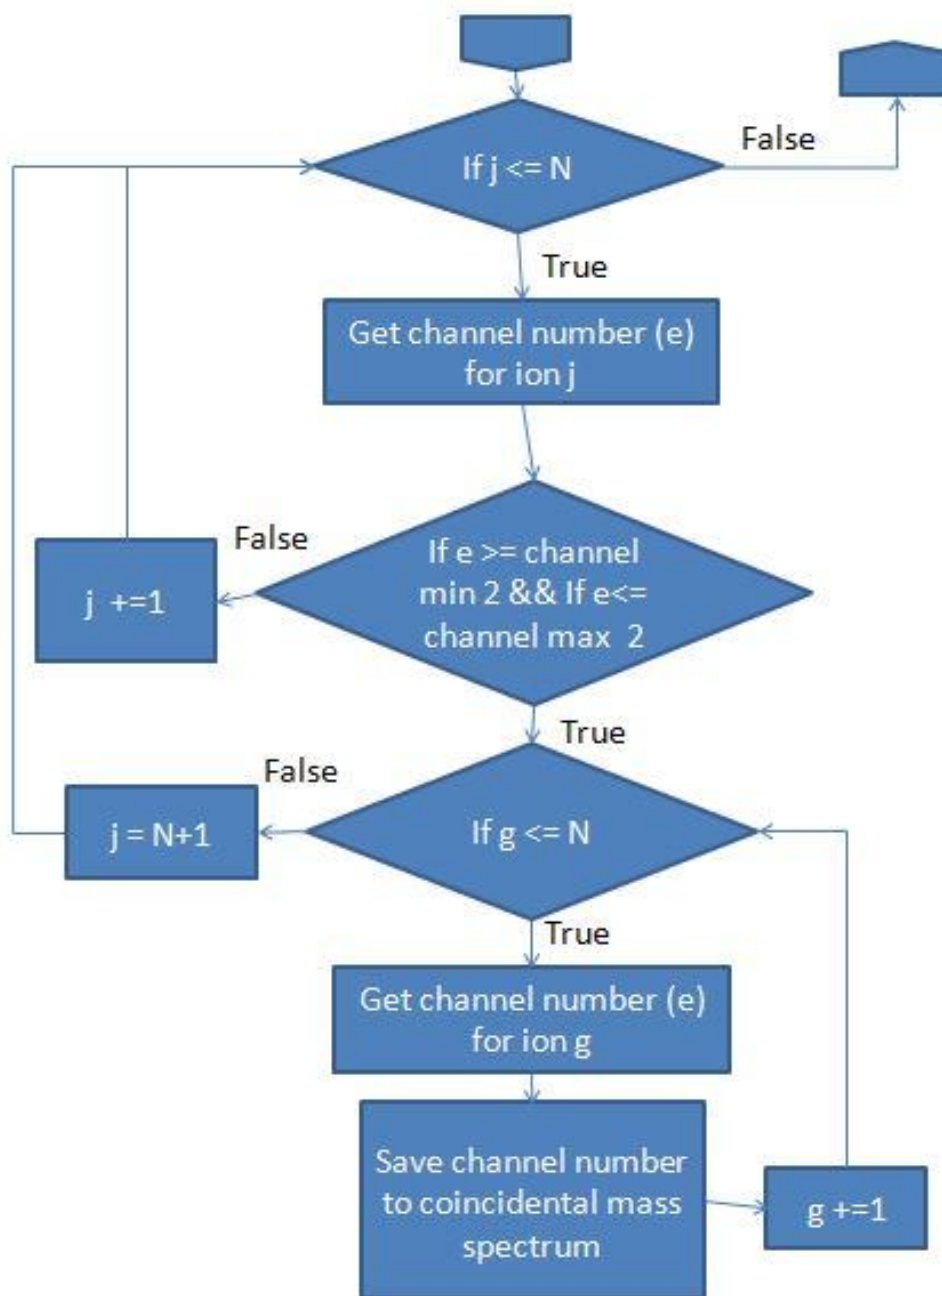 If j <= N
False
True
Get channel number (e)
for ion j
False
If e >= channel
min 2 && If e<=
channel max 2
j +=1
True
False
j = N+1
If g <= N
True
Get channel number (e)
for ion g
Save channel number
to coincidental mass
spectrum
g +=1